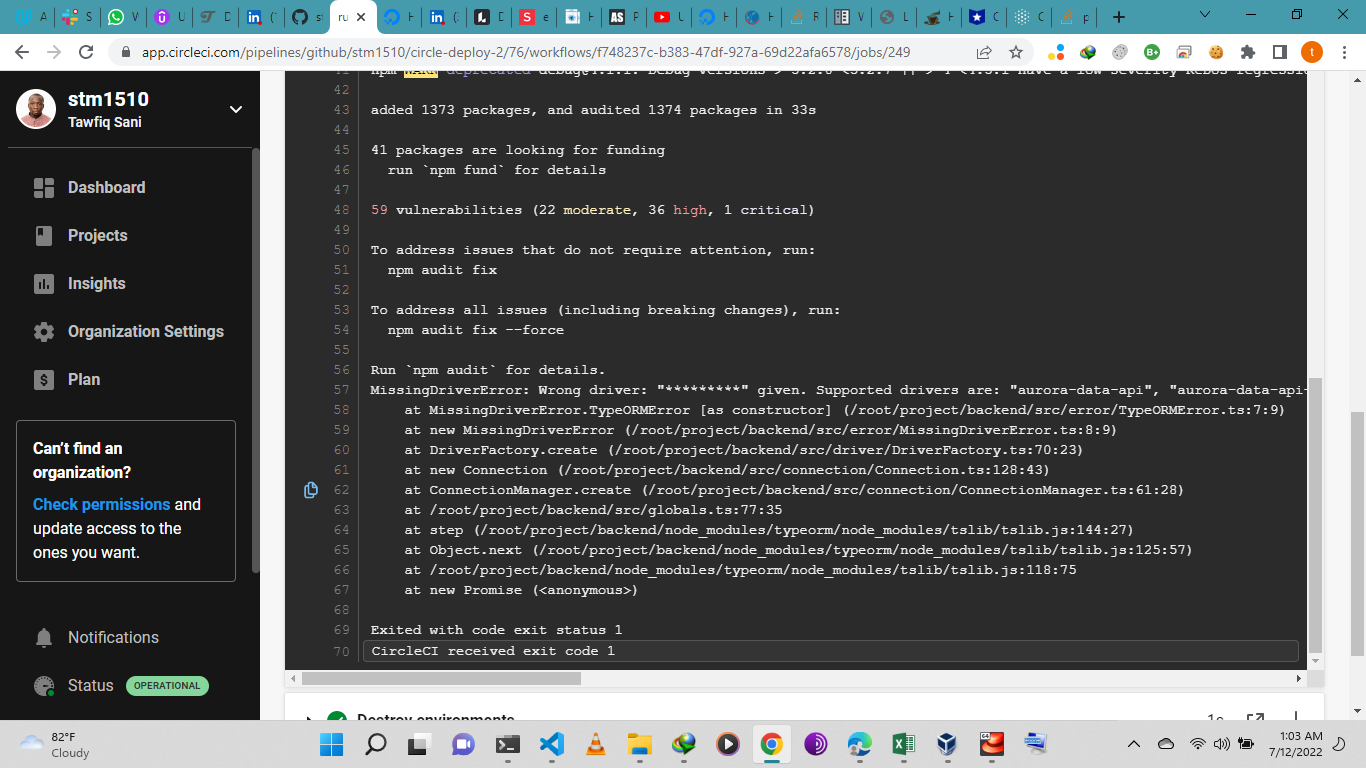 app.circleci.com/pipelines/github/stm1510/circle-deploy-2/76/workflows/f748237c-b383-47df-927a-69d22afa6578/jobs/249
stm1510
Tawfiq Sani
Dashboard
Projects
Insights
Organization Settings
Plan
Can't find an
organization?
Check permissions and
update access to the
ones you want.
Notifications
Status OPERATIONAL
42
43 added 1373 packages, and audited 1374 packages in 33s
44
45 41 packages are looking for funding
46 run `npm fund` for details
47
48 59 vulnerabilities (22 moderate, 36 high, 1 critical)
49
50 To address issues that do not require attention, run:
51 npm audit fix
52
53 To address all issues (including breaking changes), run:
54 npm audit fix --force
55
56 Run `npm audit` for details.
57 MissingDriverError: Wrong driver: "*********" given. Supported drivers are: "aurora-data-api", "aurora-data-api-
58 at MissingDriverError.TypeORMError [as constructor] (/root/project/backend/src/error/TypeORMError.ts:7:9)
59 at new MissingDriverError (/root/project/backend/src/error/MissingDriverError.ts:8:9)
60 at DriverFactory.create (/root/project/backend/src/driver/DriverFactory.ts:70:23)
61 at new Connection (/root/project/backend/src/connection/Connection.ts:128:43)
62 at ConnectionManager.create (/root/project/backend/src/connection/ConnectionManager.ts:61:28)
63 at /root/project/backend/src/globals.ts:77:35
64 at step (/root/project/backend/node_modules/typeorm/node_modules/tslib/tslib.js:144:27)
65 at Object.next (/root/project/backend/node_modules/typeorm/node_modules/tslib/tslib.js:125:57)
66 at /root/project/backend/node_modules/typeorm/node_modules/tslib/tslib.js:118:75
67 at new Promise (<anonymous>)
68
69 Exited with code exit status 1
70 CircleCI received exit code 1
Destroy environments
82°F
Cloudy
1:03 AM
7/12/2022